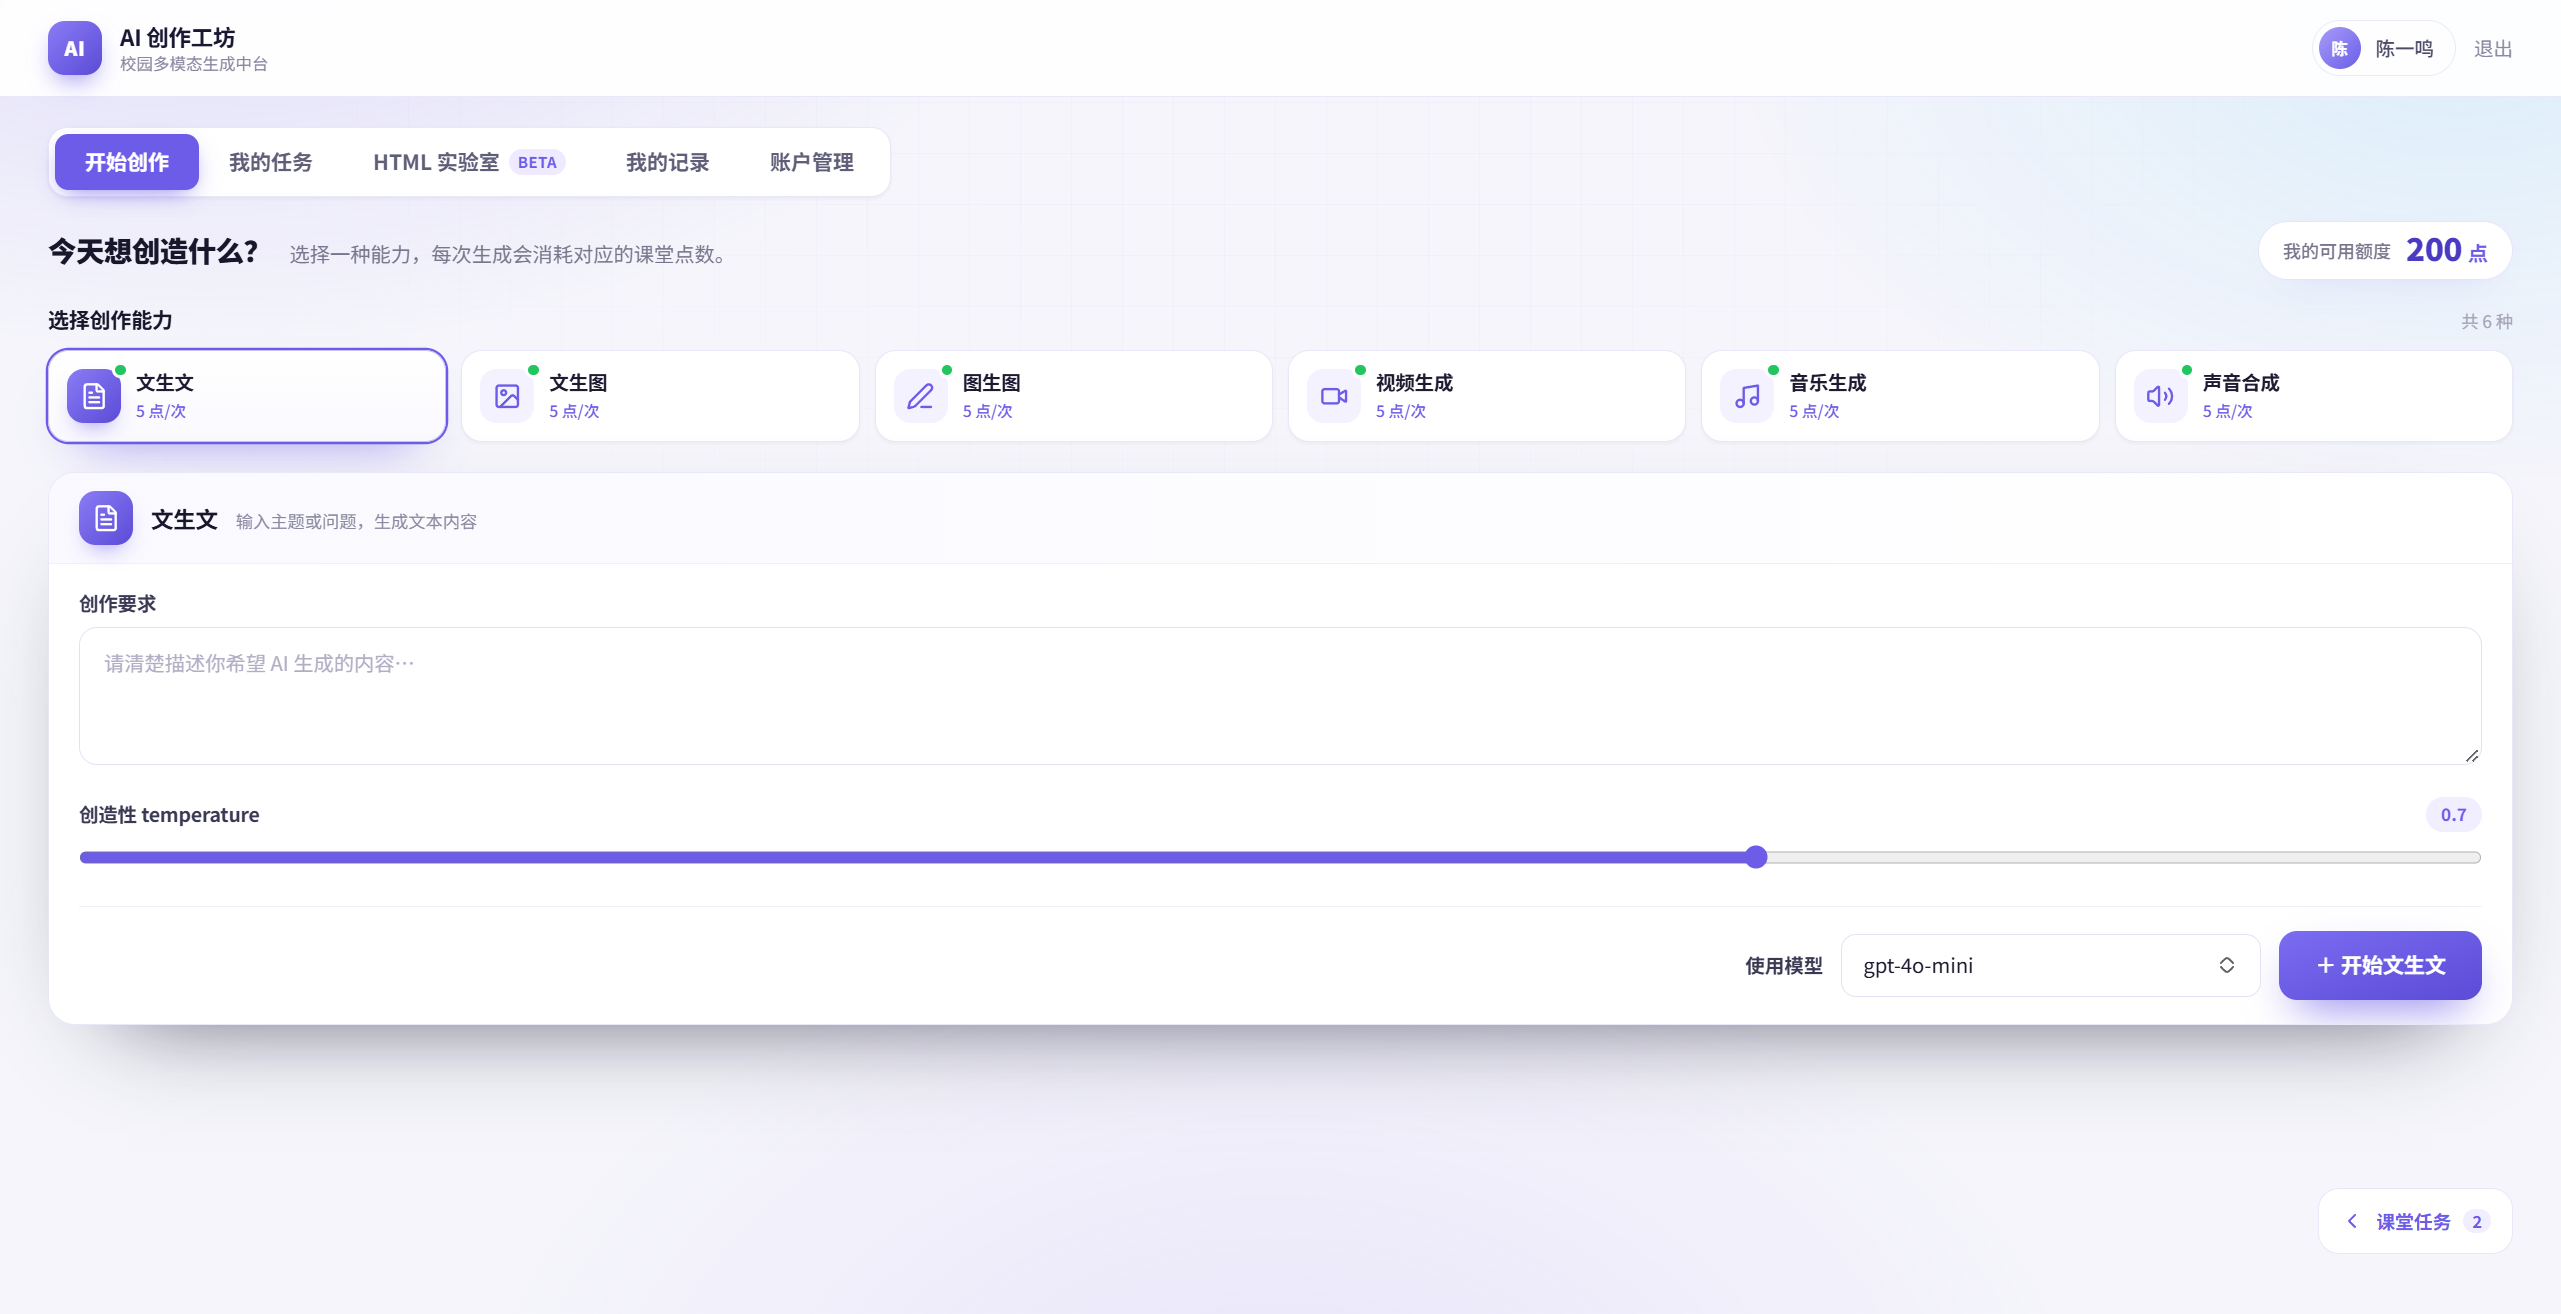 AI
AI 创作工坊
校园多模态生成中台
陈
陈一鸣
退出
开始创作
我的任务
HTML 实验室 BETA
我的记录
账户管理
今天想创造什么？
选择一种能力，每次生成会消耗对应的课堂点数。
我的可用额度 200 点
选择创作能力
共 6 种
文生文
5 点/次
文生图
5 点/次
图生图
5 点/次
视频生成
5 点/次
音乐生成
5 点/次
声音合成
5 点/次
文生文 输入主题或问题，生成文本内容
创作要求
请清楚描述你希望 AI 生成的内容…
创造性 temperature
0.7
使用模型
gpt-4o-mini
+ 开始文生文
课堂任务 2